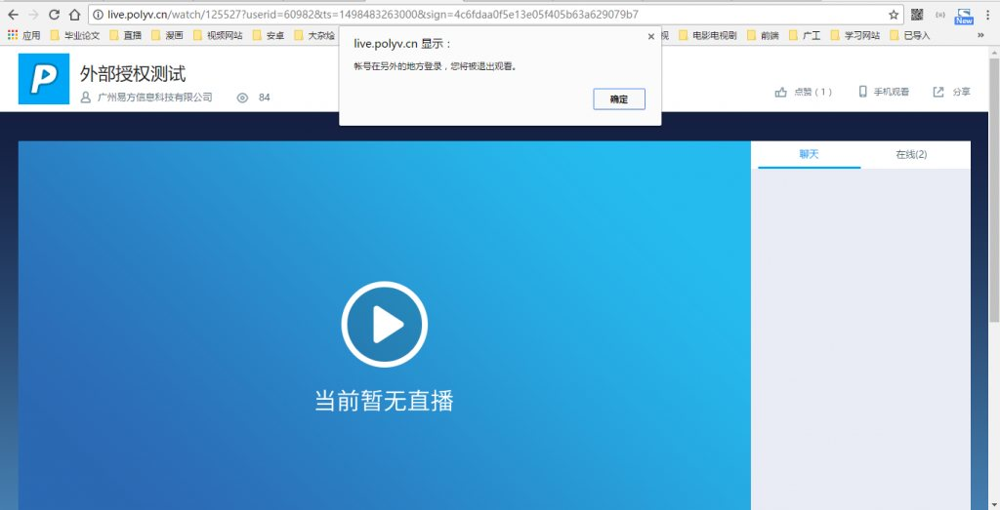 live.polyv.cn/watch/125527?userid=60982&ts=1498483263000&sign=4c6fdaa0f5e13e05f405b63a629079b7
应用 毕业论文 直播 漫画 视频网站 安卓 大杂烩 视 电影电视剧 前端 广工 学习网站 已导入 »
New
live.polyv.cn 显示：
帐号在另外的地方登录，您将被退出观看。
确定
外部授权测试
广州易方信息科技有限公司 84
点赞（1） 手机观看 分享
聊天 在线(2)
当前暂无直播